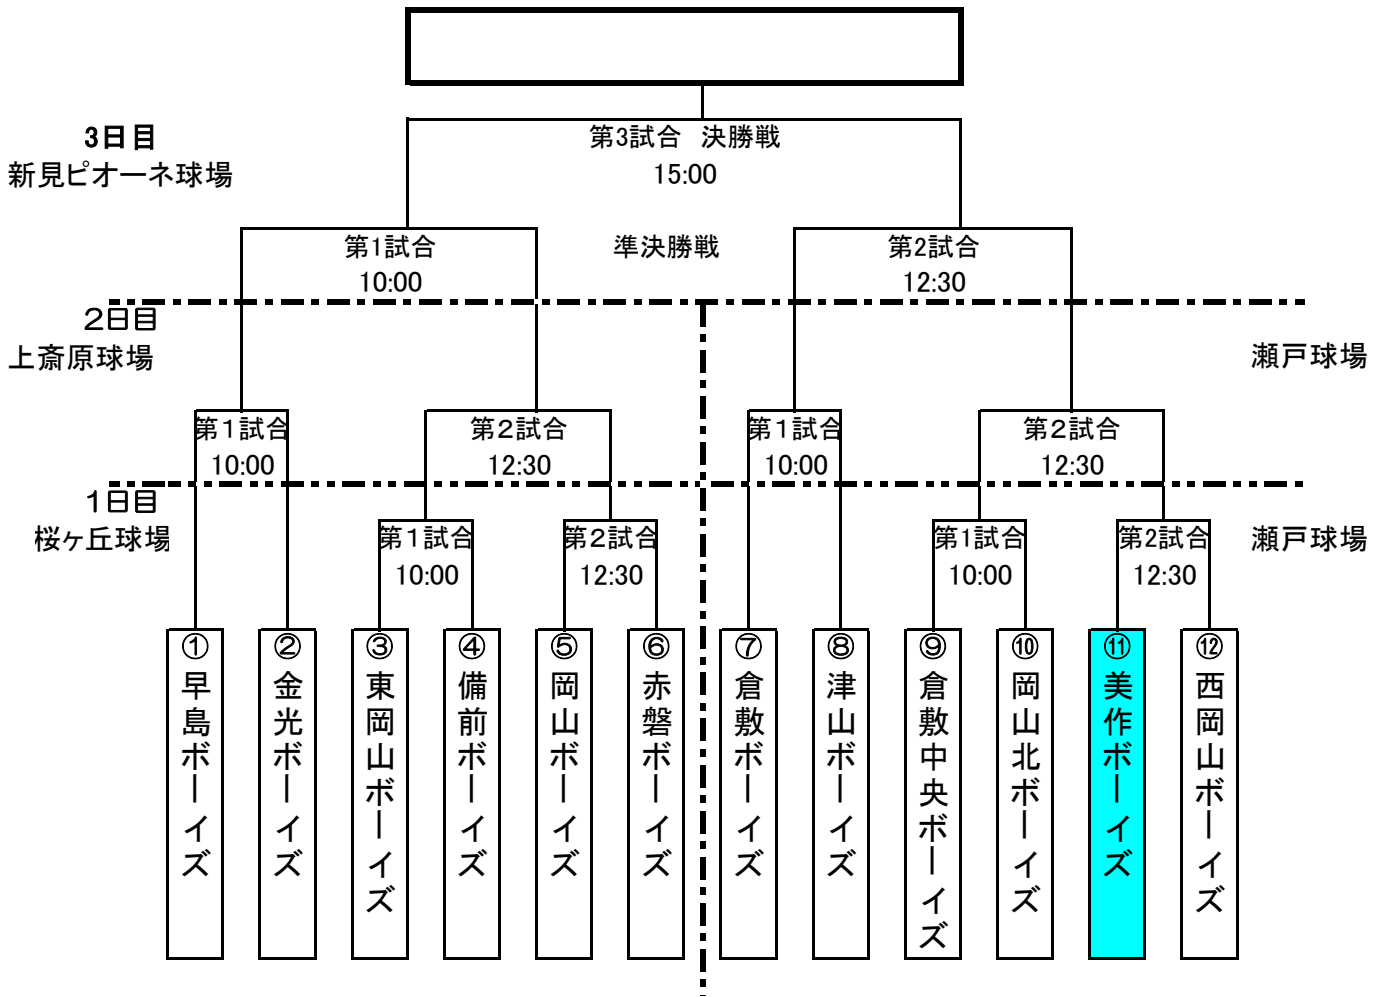 3日目
第3試合 決勝戦
15:00
新見ピオーネ球場
第1試合
10:00
準決勝戦
第2試合
12:30
2日目
上斎原球場
瀬戸球場
第1試合
10:00
第2試合
12:30
第1試合
10:00
第2試合
12:30
1日目
桜ヶ丘球場
瀬戸球場
第1試合
10:00
第2試合
12:30
第1試合
10:00
第2試合
12:30
①早島ボーイズ
②金光ボーイズ
③東岡山ボーイズ
④備前ボーイズ
⑤岡山ボーイズ
⑥赤磐ボーイズ
⑦倉敷ボーイズ
⑧津山ボーイズ
⑨倉敷中央ボーイズ
⑩岡山北ボーイズ
⑪美作ボーイズ
⑫西岡山ボーイズ